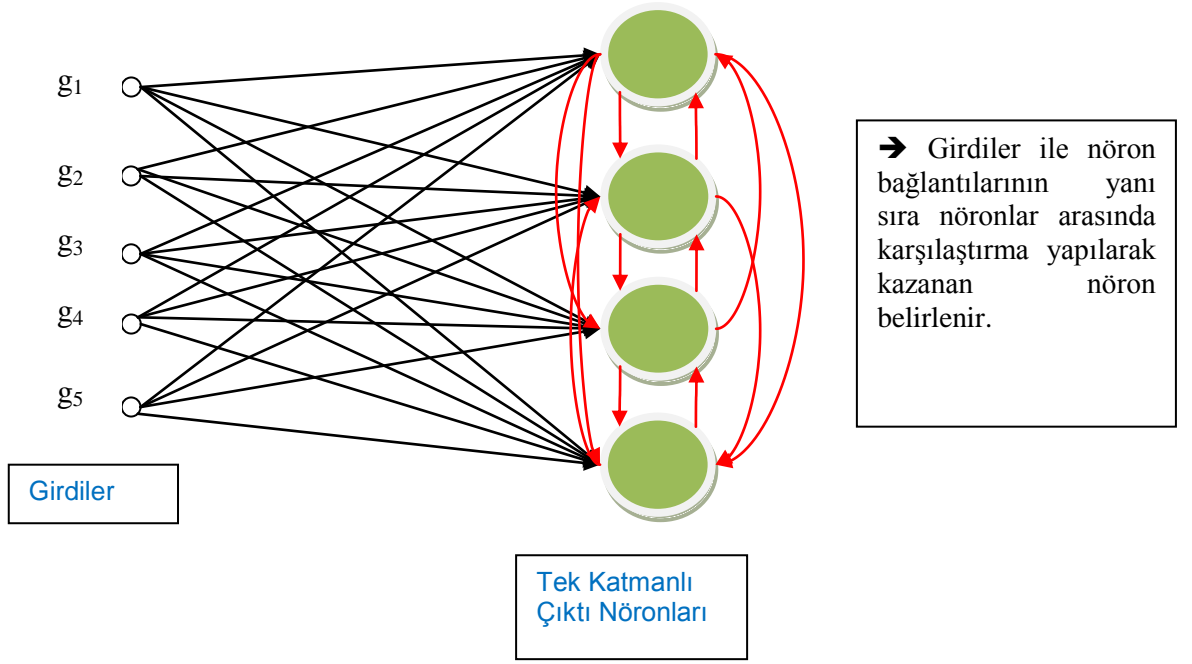 g1
g2
g3
g4
g5
➔ Girdiler ile nöron
bağlantılarının yanı
sıra nöronlar arasında
karşılaştırma yapılarak
kazanan nöron
belirlenir.
Girdiler
Tek Katmanlı
Çıktı Nöronları